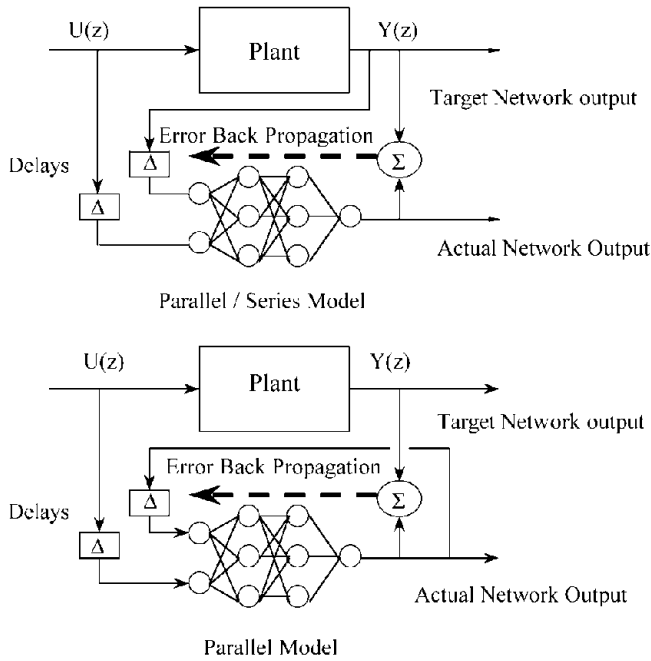 U(z)
Y(z)
Plant
Target Network output
Error Back Propagation
Delays
Δ
Σ
Δ
Actual Network Output
Parallel / Series Model
U(z)
Y(z)
Plant
Target Network output
Error Back Propagation
Δ
Σ
Delays
Δ
Actual Network Output
Parallel Model